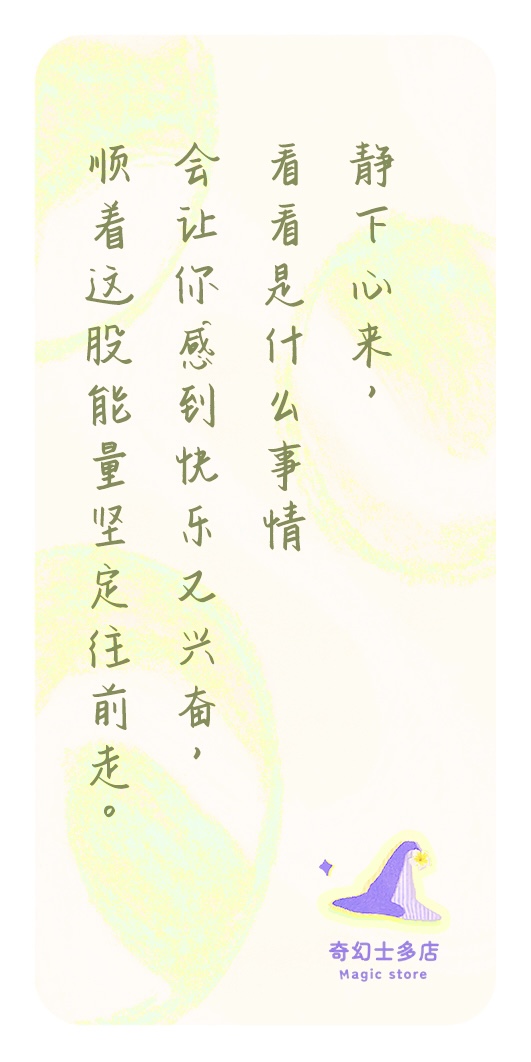 静下心来，
看看是什么事情
会让你感到快乐又兴奋，
顺着这股能量坚定往前走。
奇幻士多店
Magic store